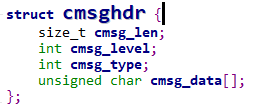 struct cmsghdr {
size_t cmsg_len;
int cmsg_level;
int cmsg_type;
unsigned char cmsg_data[];
};